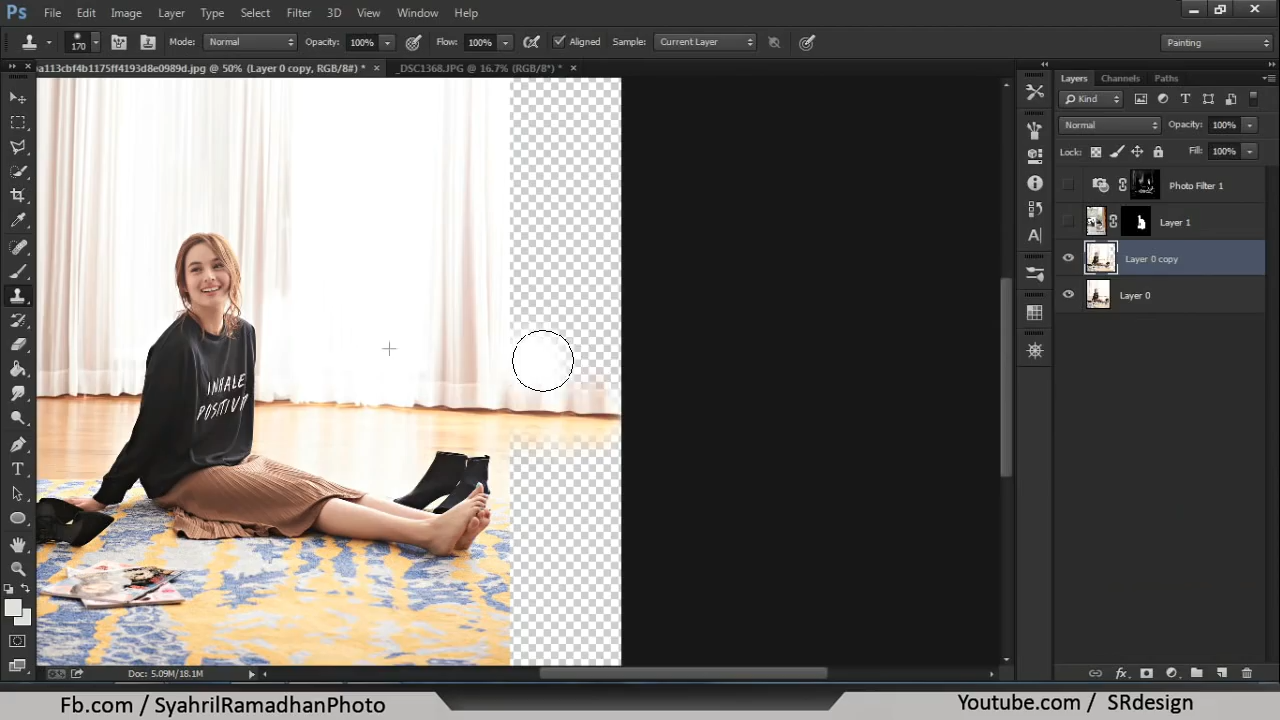 Ps File Edit Image Layer Type Select Filter 3D View Window Help
170 Mode: Normal Opacity: 100% Flow: 100% Aligned Sample: Current Layer Painting
a113cbf4b1175ff4193d8e0989d.jpg @ 50% (Layer 0 copy, RGB/8#) * × _DSC1368.JPG @ 16.7% (RGB/8*) * ×
Layers Channels Paths
Kind
Normal Opacity: 100%
Lock: Fill: 100%
Photo Filter 1
Layer 1
Layer 0 copy
Layer 0
INHALE
POSITIVIT
Doc: 5.09M/18.1M
Fb.com / SyahrilRamadhanPhoto
Youtube.com / SRdesign